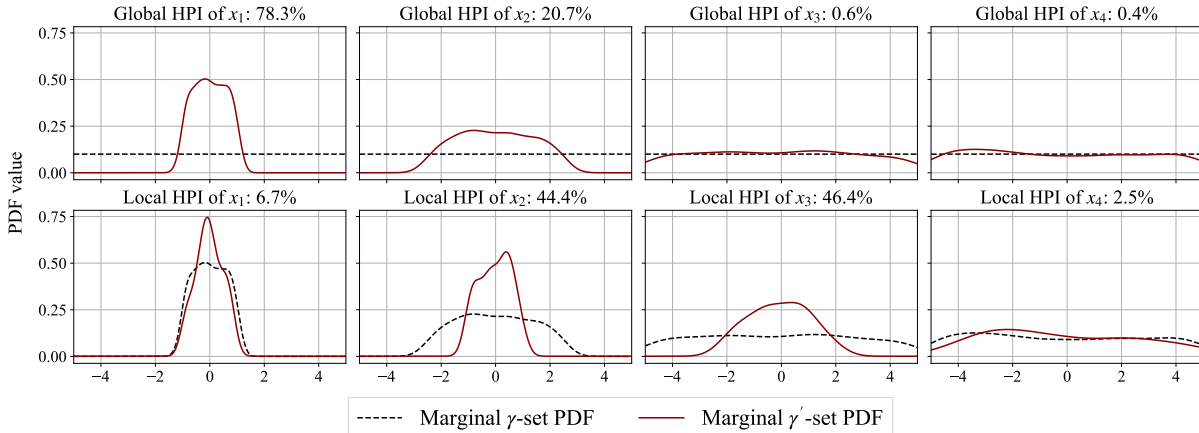 Global HPI of x₁: 78.3% Global HPI of x₂: 20.7% Global HPI of x₃: 0.6% Global HPI of x₄: 0.4%
0.75
0.50
0.25
0.00
PDF value
Local HPI of x₁: 6.7% Local HPI of x₂: 44.4% Local HPI of x₃: 46.4% Local HPI of x₄: 2.5%
0.75
0.50
0.25
0.00
−4 −2 0 2 4 −4 −2 0 2 4 −4 −2 0 2 4 −4 −2 0 2 4
Marginal γ-set PDF Marginal γ′-set PDF